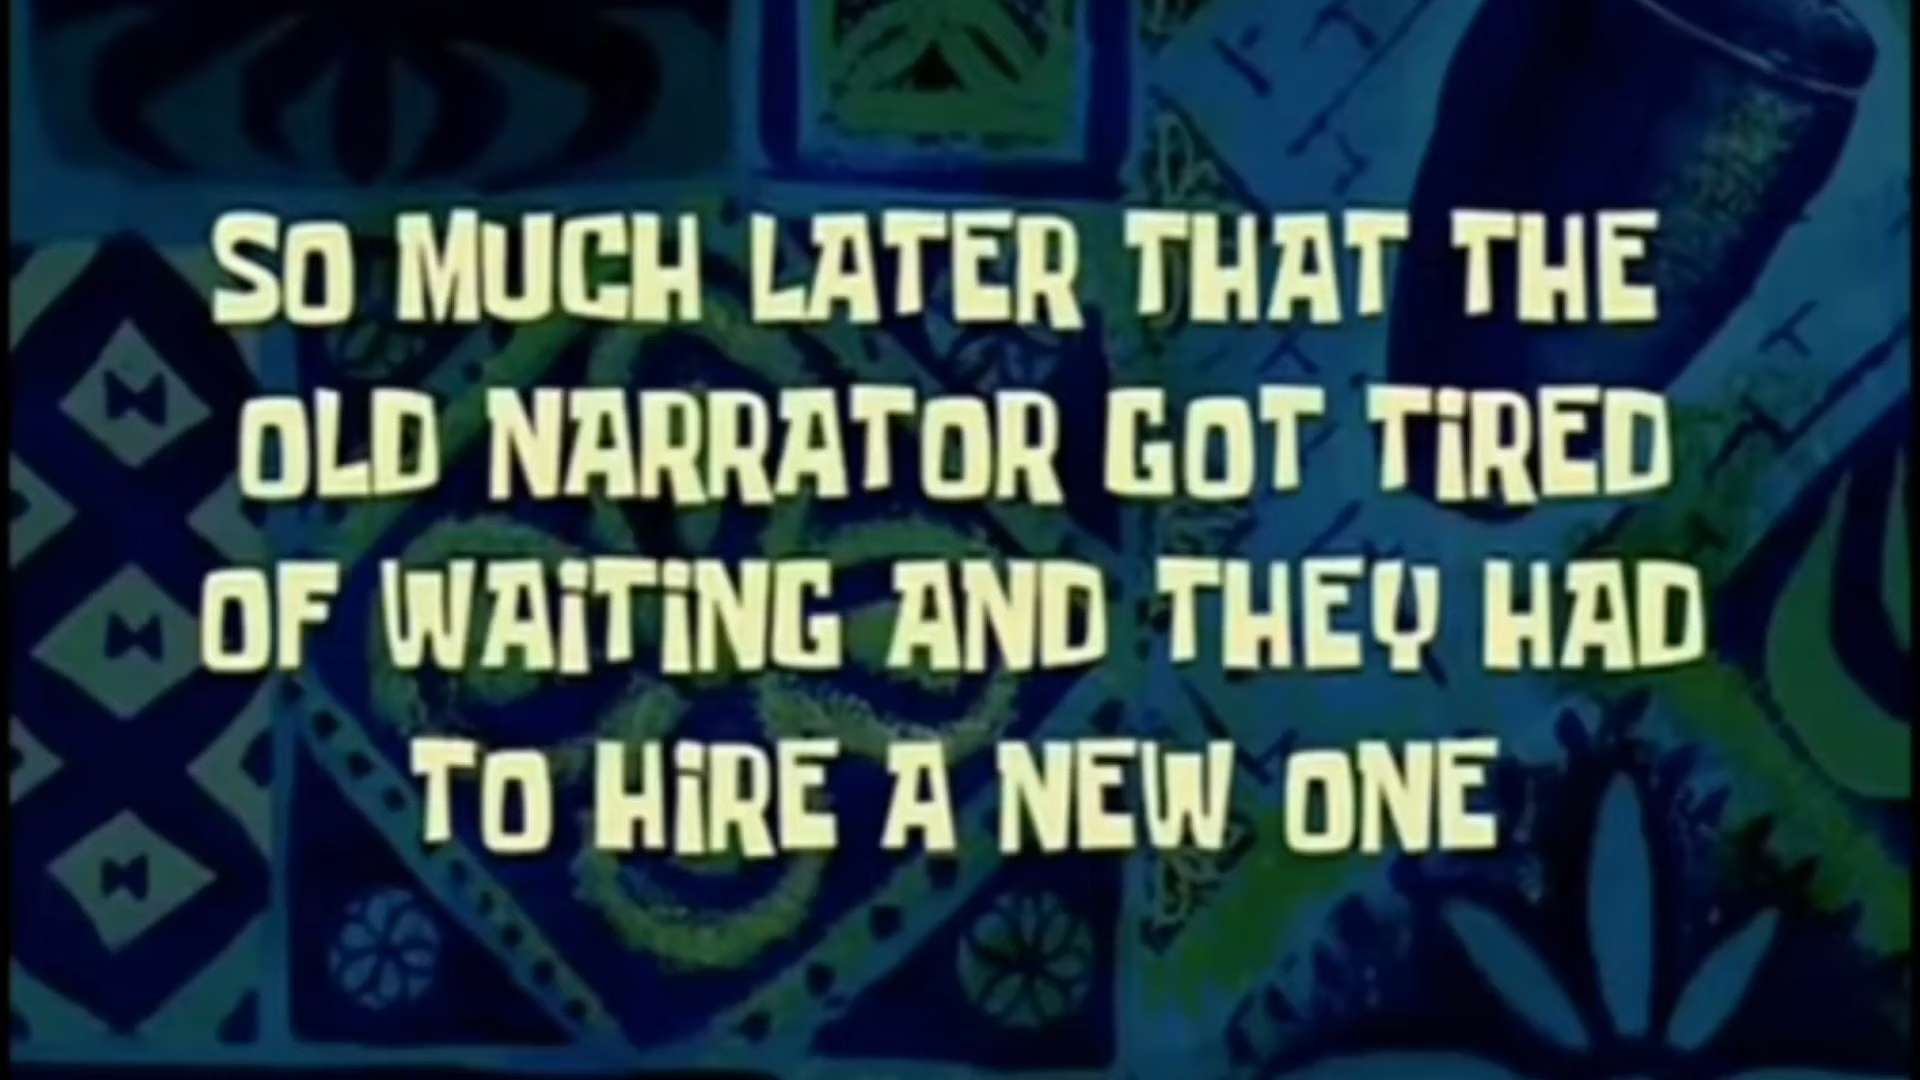 SO MUCH LATER THAT THE
OLD NARRATOR GOT TiRED
OF WAiTiNG AND THEY HAD
TO HiRE A NEW ONE